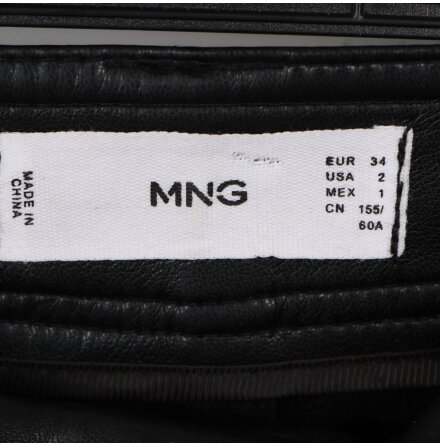 MADE IN
CHINA
MNG
EUR 34
USA 2
MEX 1
CN 155/
60A